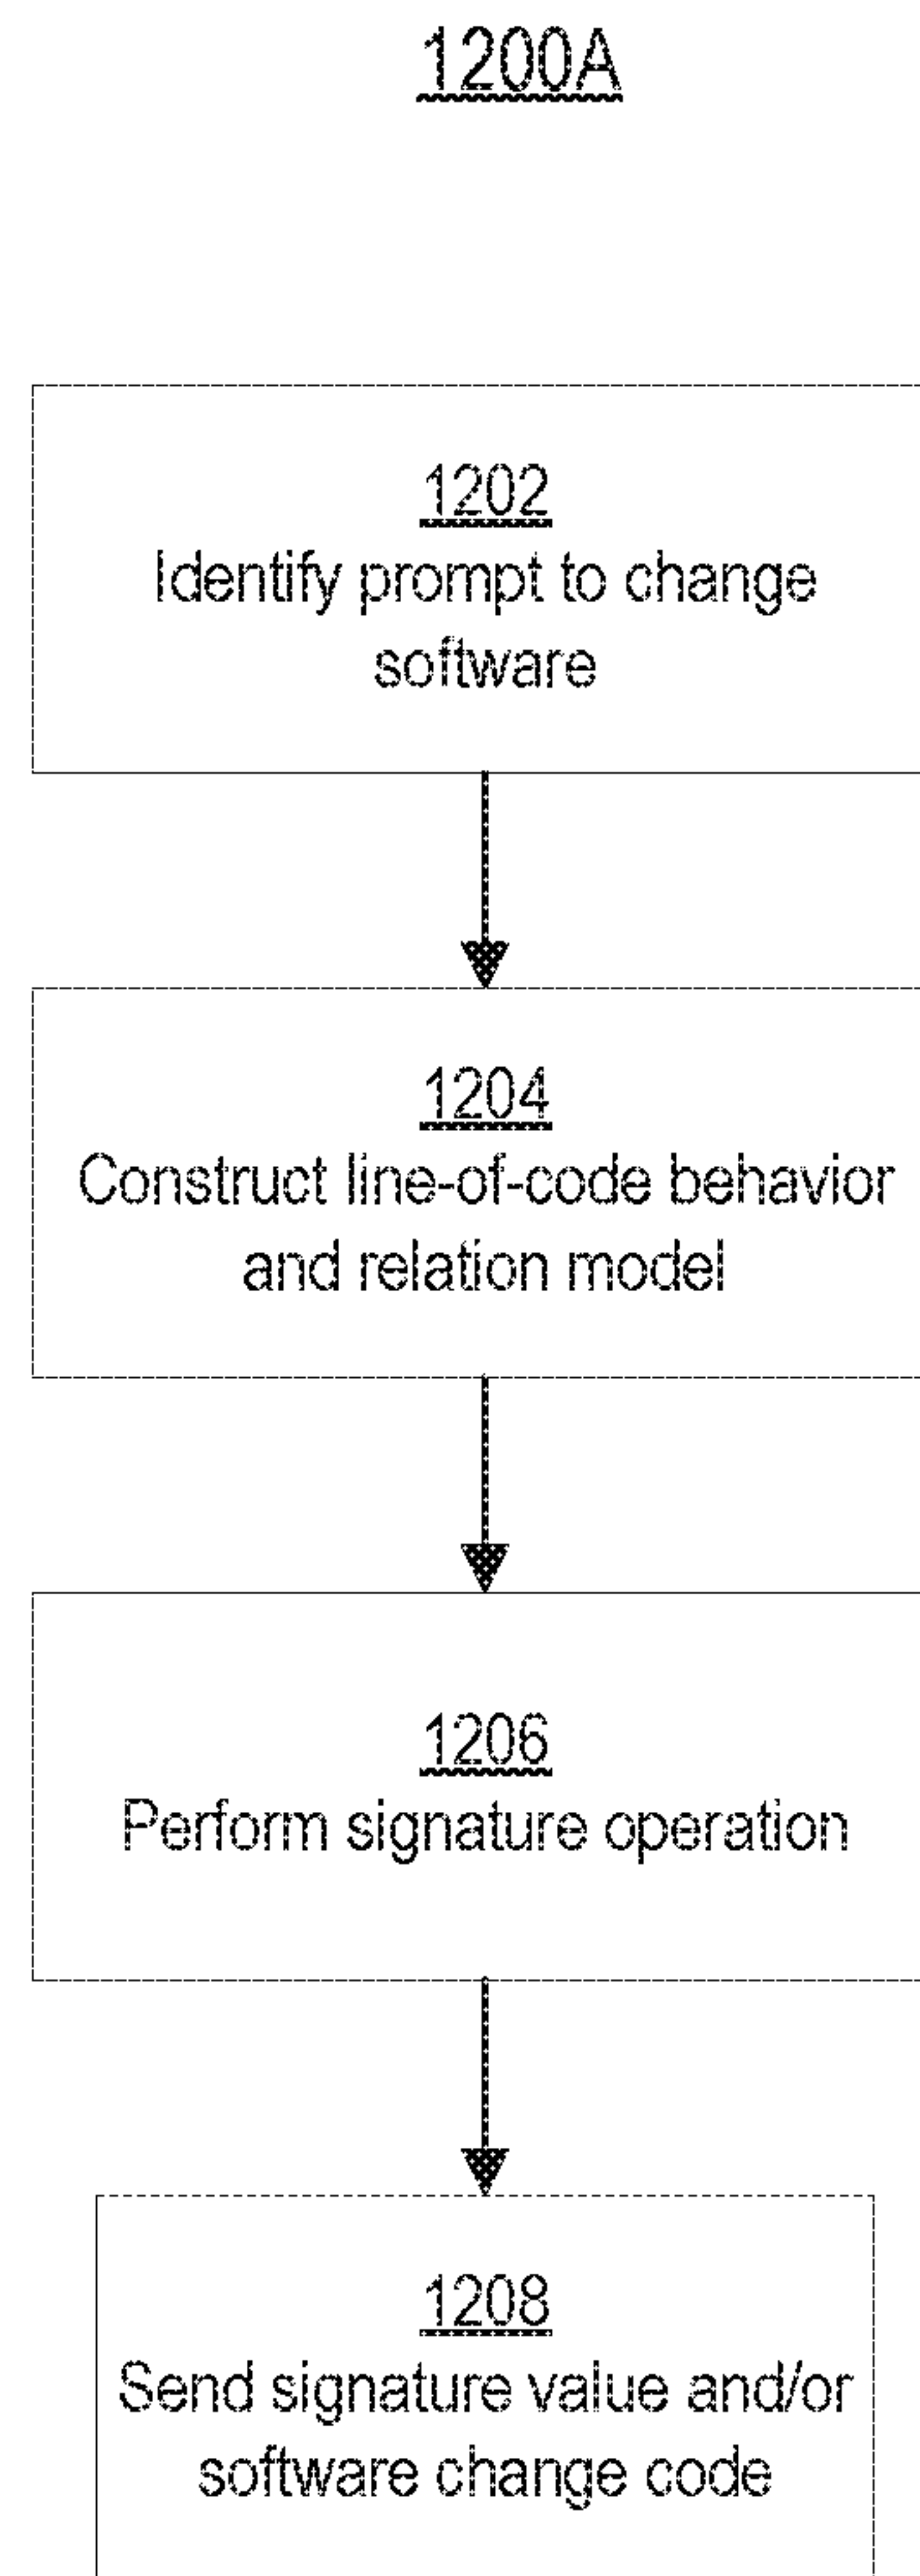 1200A
1202
Identify prompt to change
software
1204
Construct line-of-code behavior
and relation model
1206
Perform signature operation
1208
Send signature value and/or
software change code